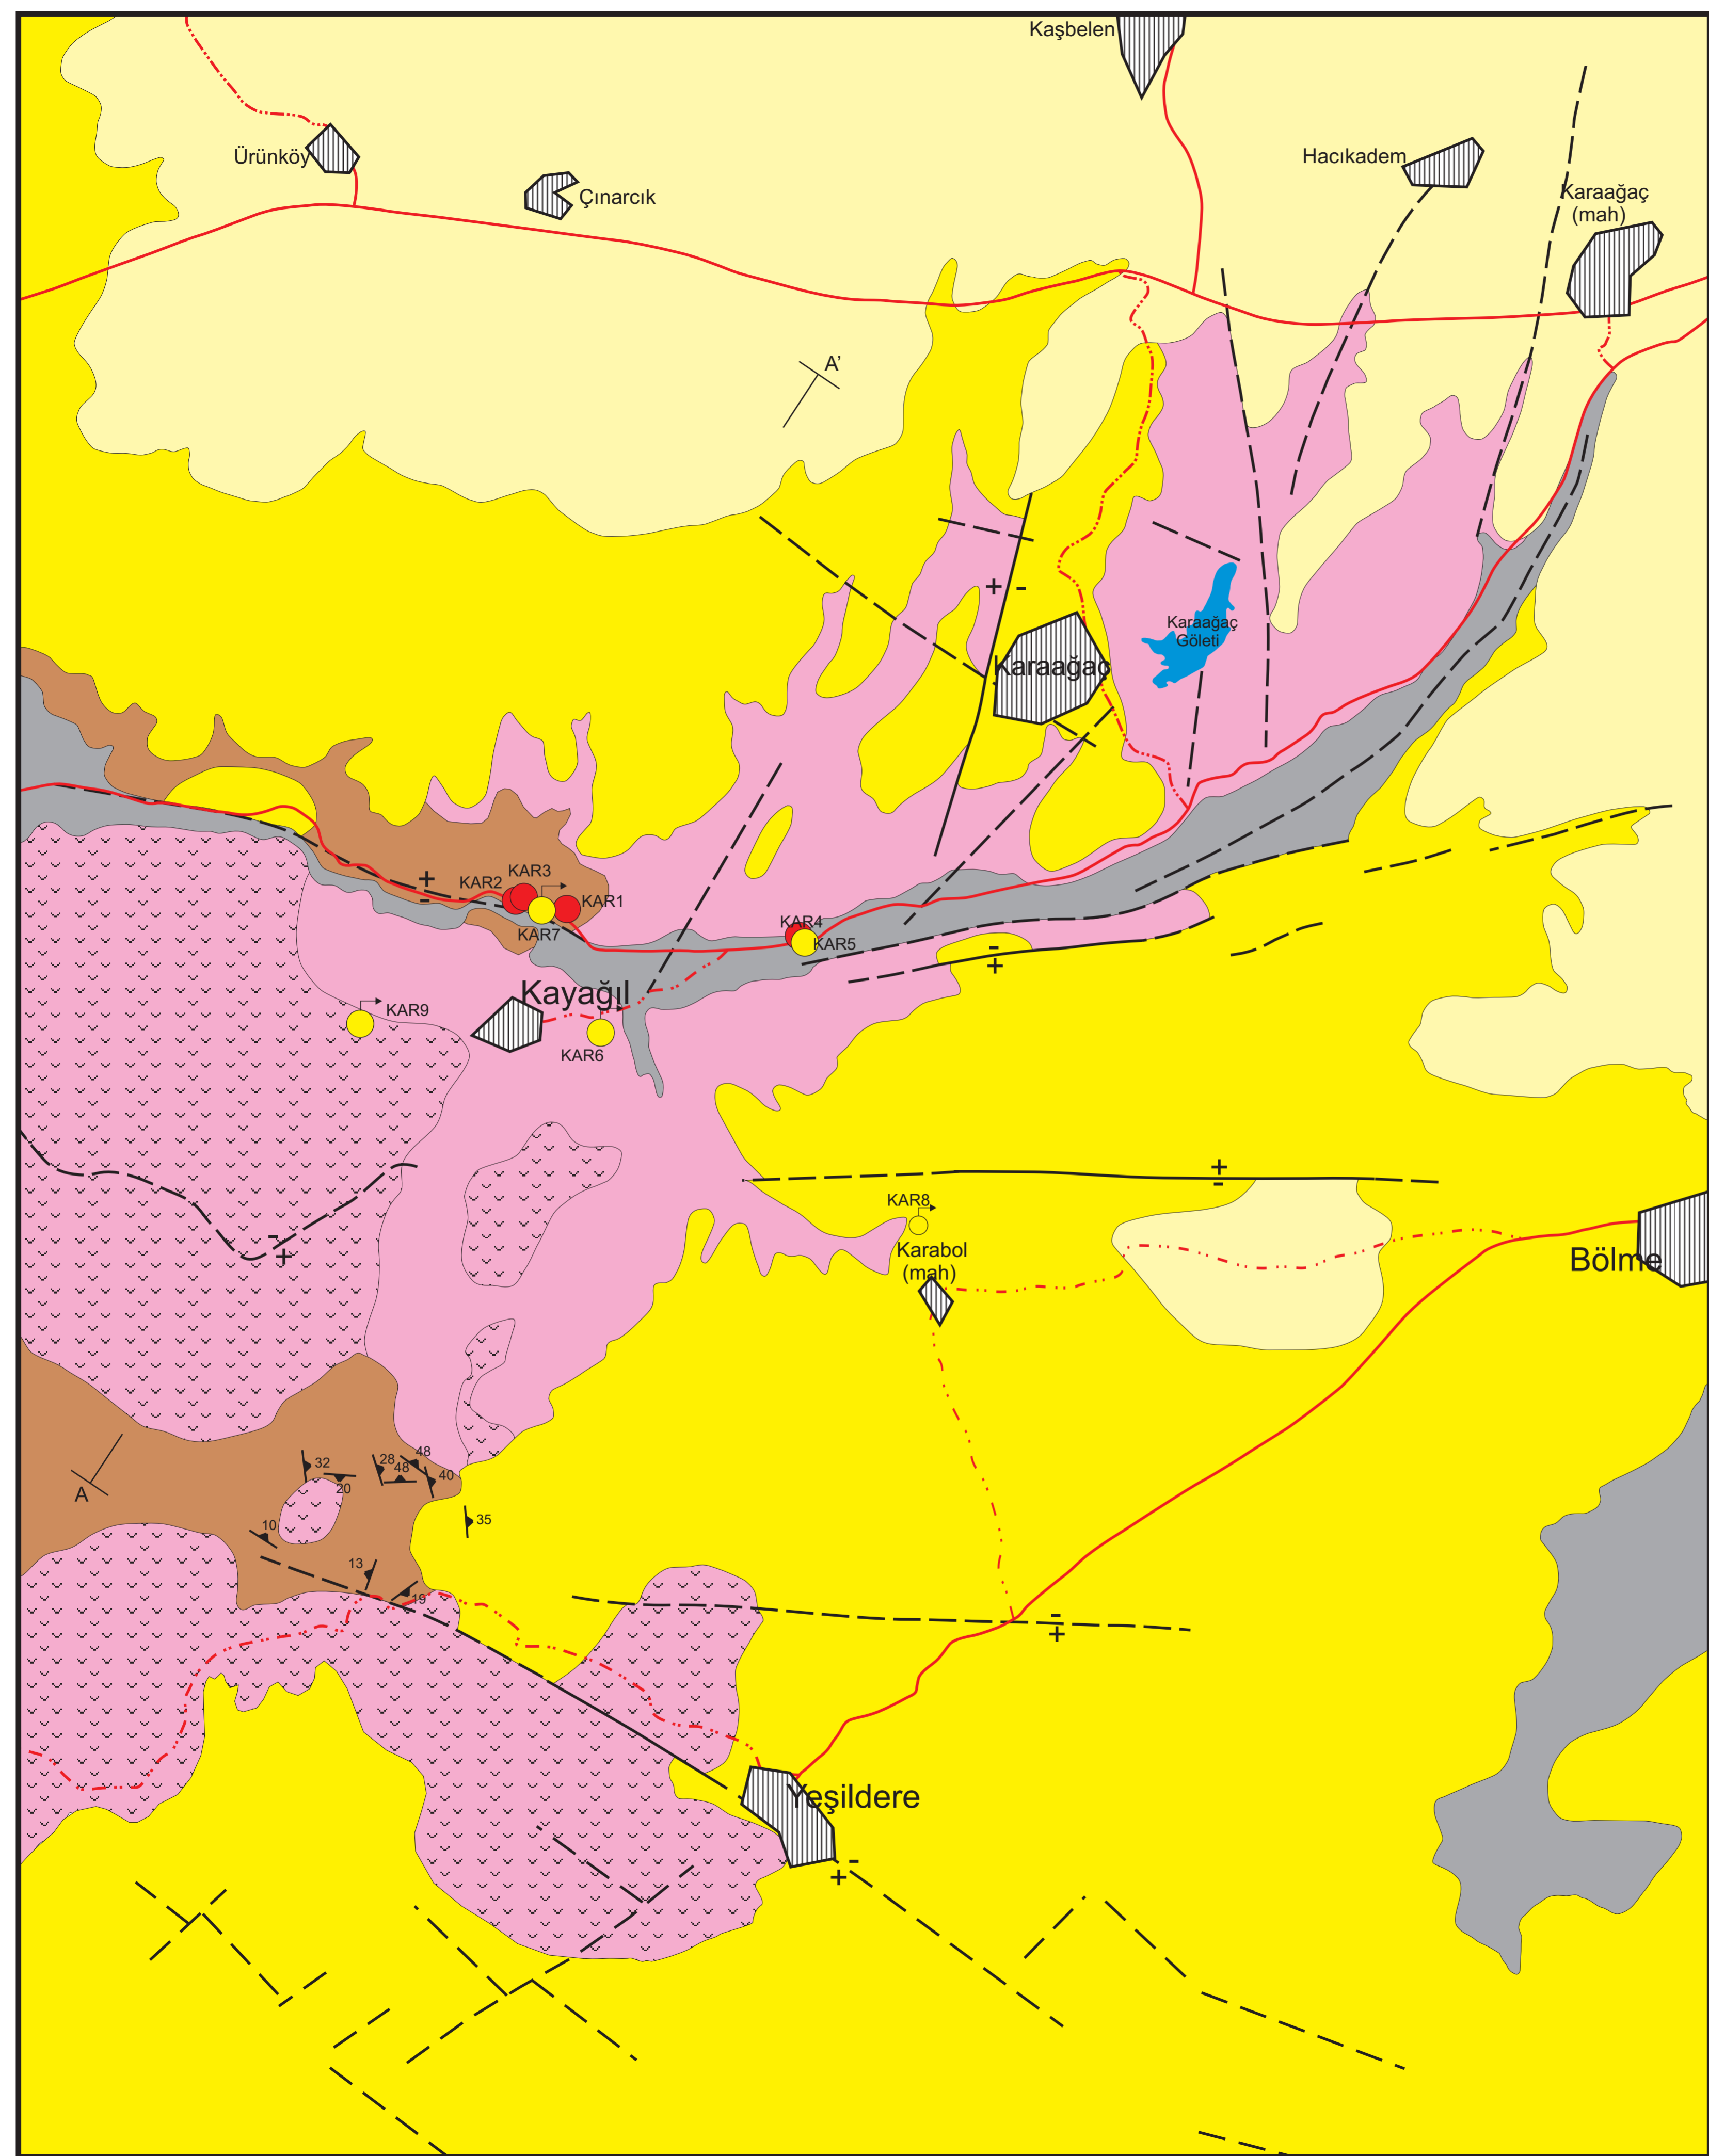 Kaşbelen
Ürünköy
Çınarcık
Hacıkadem
Karaağaç
(mah)
A'
+ -
Karaağaç
Göleti
Karaağaç
+
-
KAR3
KAR2
KAR1
KAR7
KAR4
KAR5
-
+
Kayağıl
KAR9
KAR6
+
-
KAR8
Karabol
(mah)
Bölme
-
+
48
32
28
48
40
20
A
10
35
13
19
-
+
Yeşildere
-
+